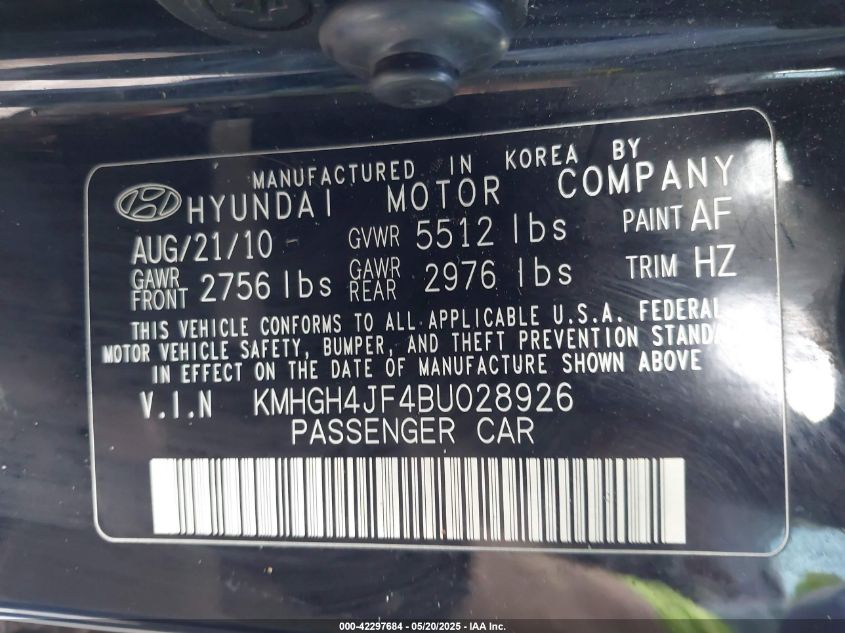 MANUFACTURED IN KOREA BY
HYUNDAI MOTOR COMPANY
AUG/21/10 GVWR 5512 lbs PAINT AF
GAWR FRONT 2756 lbs GAWR REAR 2976 lbs TRIM HZ
THIS VEHICLE CONFORMS TO ALL APPLICABLE U.S.A. FEDERAL
MOTOR VEHICLE SAFETY, BUMPER, AND THEFT PREVENTION
IN EFFECT ON THE DATE OF MANUFACTURE SHOWN ABOVE
V.I.N KMHGH4JF4BU028926
PASSENGER CAR
000-42297684 — 05/20/2025 — IAA Inc.